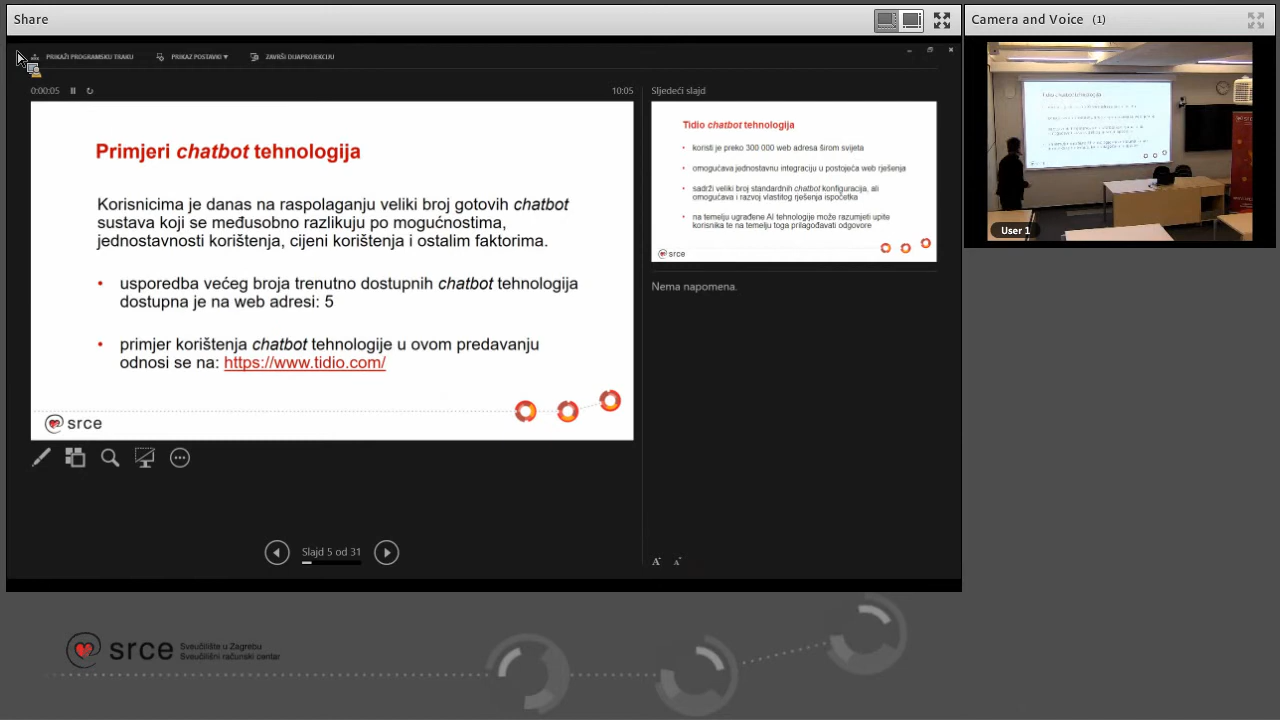 Share
Camera and Voice (1)
PRIKAŽI PROGRAMSKU TRAKU
PRIKAZ POSTAVKI
ZAVRŠI DIJAPROJEKCIJU
0:00:05
10:05
Sljedeći slajd
Primjeri chatbot tehnologija
Korisnicima je danas na raspolaganju veliki broj gotovih chatbot
sustava koji se međusobno razlikuju po mogućnostima,
jednostavnosti korištenja, cijeni korištenja i ostalim faktorima.
• usporedba većeg broja trenutno dostupnih chatbot tehnologija
dostupna je na web adresi: 5
• primjer korištenja chatbot tehnologije u ovom predavanju
odnosi se na: https://www.tidio.com/
srce
Tidio chatbot tehnologija
• koristi je preko 300 000 web adresa širom svijeta
• omogućava jednostavnu integraciju u postojeća web rješenja
• sadrži veliki broj standardnih chatbot konfiguracija, ali
omogućava i razvoj vlastitog rješenja ispočetka
• na temelju ugrađene AI tehnologije može razumjeti upite
korisnika te na temelju toga prilagođavati odgovore
srce
Nema napomena.
User 1
Slajd 5 od 31
A A
srce
Sveučilište u Zagrebu
Sveučilišni računski centar